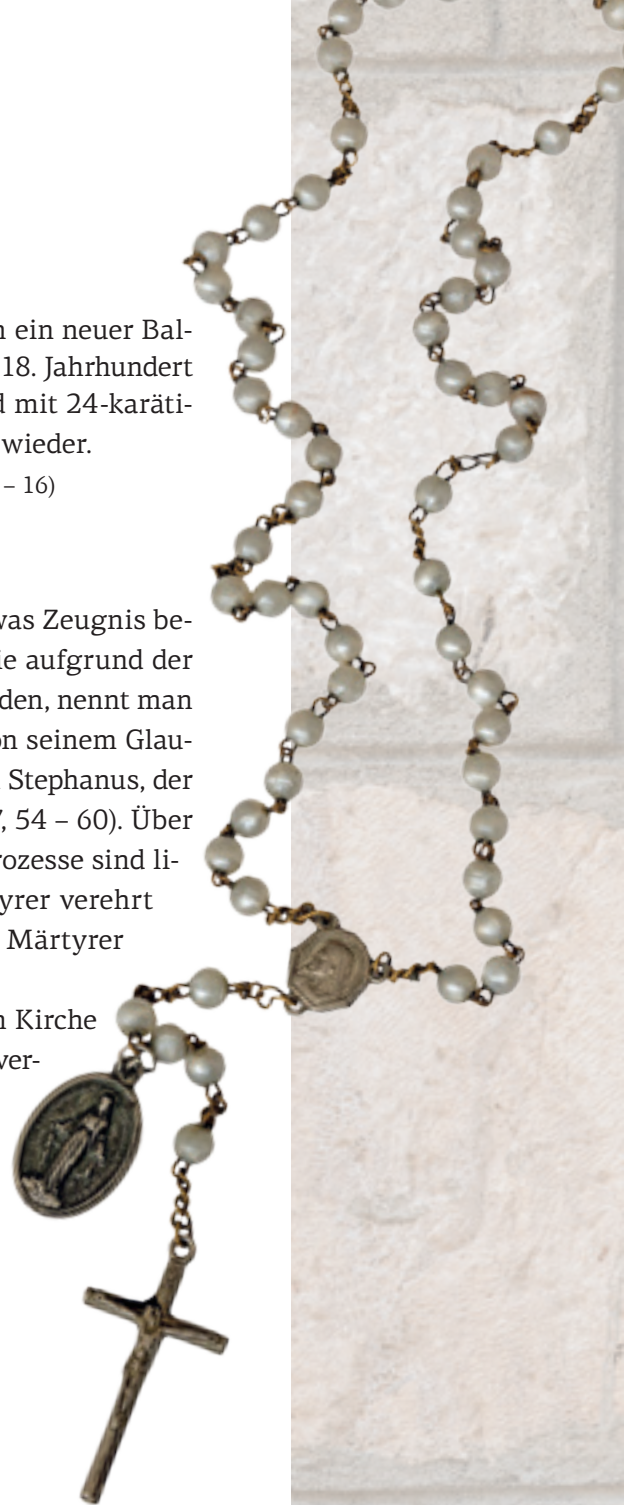 ein neuer Bal-
18. Jahrhundert
mit 24-karäti-
wieder.
– 16)
was Zeugnis be-
ie aufgrund der
den, nennt man
on seinem Glau-
Stephanus, der
7, 54 – 60). Über
rozesse sind li-
yrer verehrt
Märtyrer
Kirche
ver-